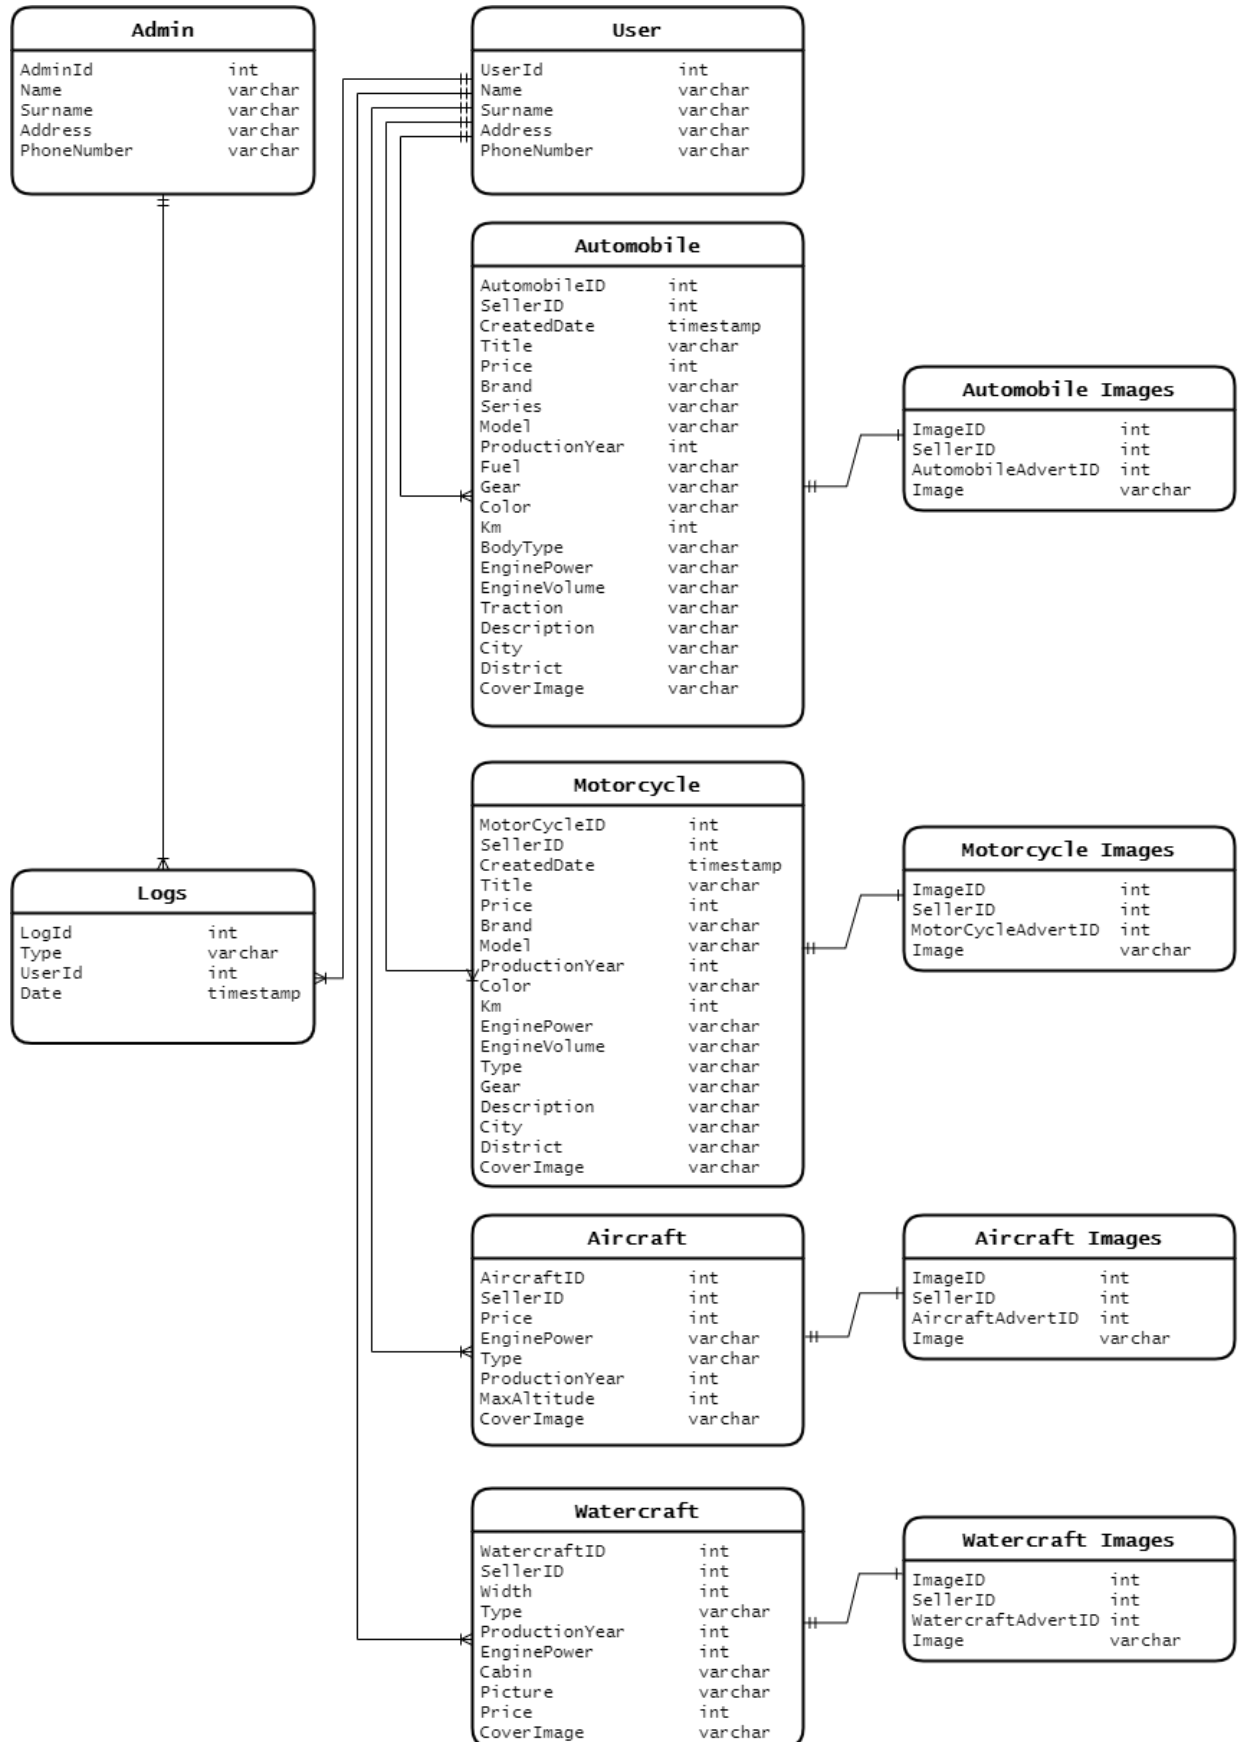 Admin
AdminId int
Name varchar
Surname varchar
Address varchar
PhoneNumber varchar
User
UserId int
Name varchar
Surname varchar
Address varchar
PhoneNumber varchar
Automobile
AutomobileID int
SellerID int
CreatedDate timestamp
Title varchar
Price int
Brand varchar
Series varchar
Model varchar
ProductionYear int
Fuel varchar
Gear varchar
Color varchar
Km int
BodyType varchar
EnginePower varchar
EngineVolume varchar
Traction varchar
Description varchar
City varchar
District varchar
CoverImage varchar
Automobile Images
ImageID int
SellerID int
AutomobileAdvertID int
Image varchar
Motorcycle
MotorCycleID int
SellerID int
CreatedDate timestamp
Title varchar
Price int
Brand varchar
Model varchar
ProductionYear int
Color varchar
Km int
EnginePower varchar
EngineVolume varchar
Type varchar
Gear varchar
Description varchar
City varchar
District varchar
CoverImage varchar
Motorcycle Images
ImageID int
SellerID int
MotorCycleAdvertID int
Image varchar
Logs
LogId int
Type varchar
UserId int
Date timestamp
Aircraft
AircraftID int
SellerID int
Price int
EnginePower varchar
Type varchar
ProductionYear int
MaxAltitude int
CoverImage varchar
Aircraft Images
ImageID int
SellerID int
AircraftAdvertID int
Image varchar
Watercraft
WatercraftID int
SellerID int
Width int
Type varchar
ProductionYear int
EnginePower int
Cabin varchar
Picture varchar
Price int
CoverImage varchar
Watercraft Images
ImageID int
SellerID int
WatercraftAdvertID int
Image varchar